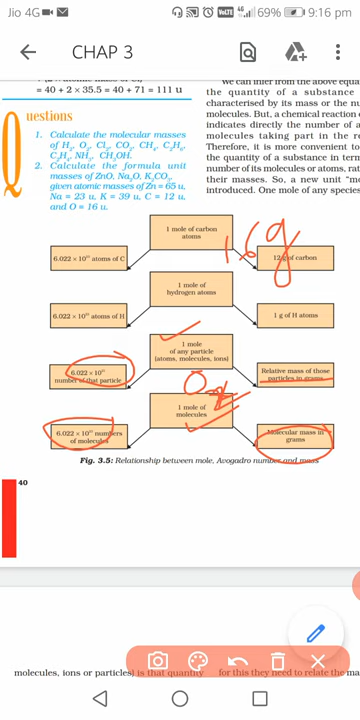 Jio 4G
69% 9:16 pm
CHAP 3
= 40 + 2 × 35.5 = 40 + 71 = 111 u
We can infer from the above equa
the quantity of a substance
characterised by its mass or the nu
molecules. But, a chemical reaction
indicates directly the number of a
molecules taking part in the re
Therefore, it is more convenient to
the quantity of a substance in term
number of its molecules or atoms, rat
their masses. So, a new unit "mo
introduced. One mole of any species
Questions
1. Calculate the molecular masses
of H₂, O₂, Cl₂, CO₂, CH₄, C₂H₆,
C₂H₄, NH₃, CH₃OH.
2. Calculate the formula unit
masses of ZnO, Na₂O, K₂CO₃,
given atomic masses of Zn = 65 u,
Na = 23 u, K = 39 u, C = 12 u,
and O = 16 u.
1 mole of carbon
atoms
16g
6.022 × 10²³ atoms of C
12 g of carbon
1 mole of
hydrogen atoms
6.022 × 10²³ atoms of H
1 g of H atoms
1 mole
of any particle
(atoms, molecules, ions)
6.022 × 10²³
number of that particle
Relative mass of those
particles in grams
1 mole of
molecules
6.022 × 10²³ numbers
of molecules
Molecular mass in
grams
Fig. 3.5: Relationship between mole, Avogadro number and mass
40
molecules, ions or particles) is that quantity
for this they need to relate the ma